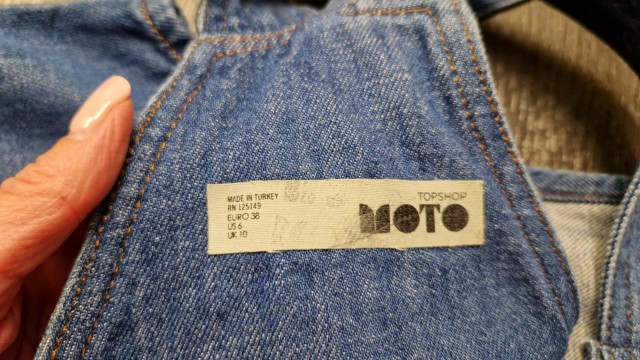 MADE IN TURKEY
RN 125149
EURO 38
US 6
UK 10
TOPSHOP
MOTO